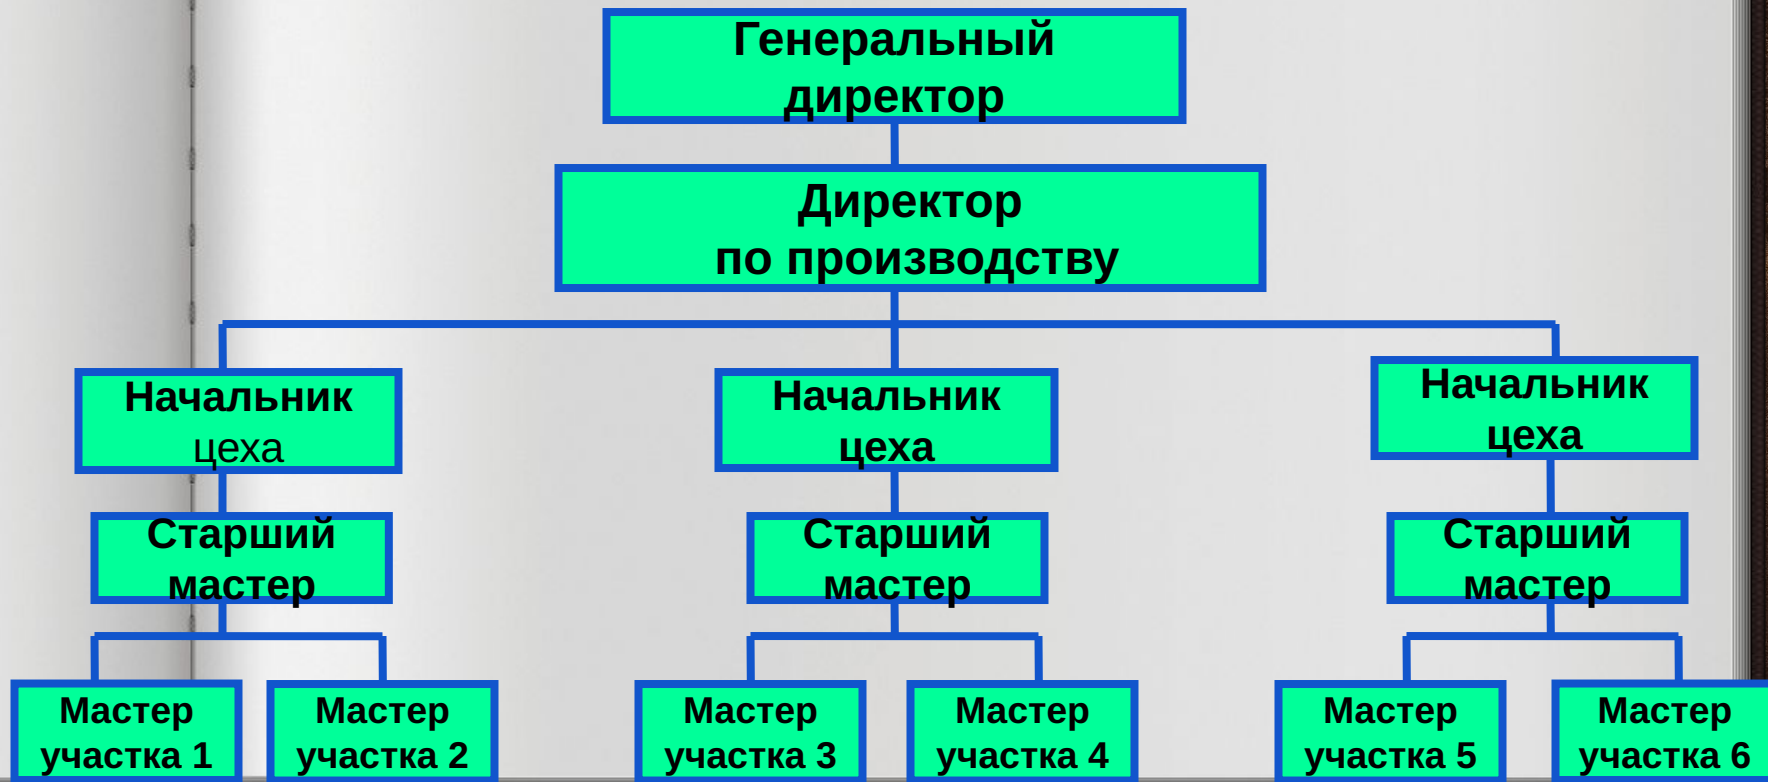 Генеральный
директор
Директор
по производству
Начальник
цеха
Начальник
цеха
Начальник
цеха
Старший
мастер
Старший
мастер
Старший
мастер
Мастер
участка 1
Мастер
участка 2
Мастер
участка 3
Мастер
участка 4
Мастер
участка 5
Мастер
участка 6